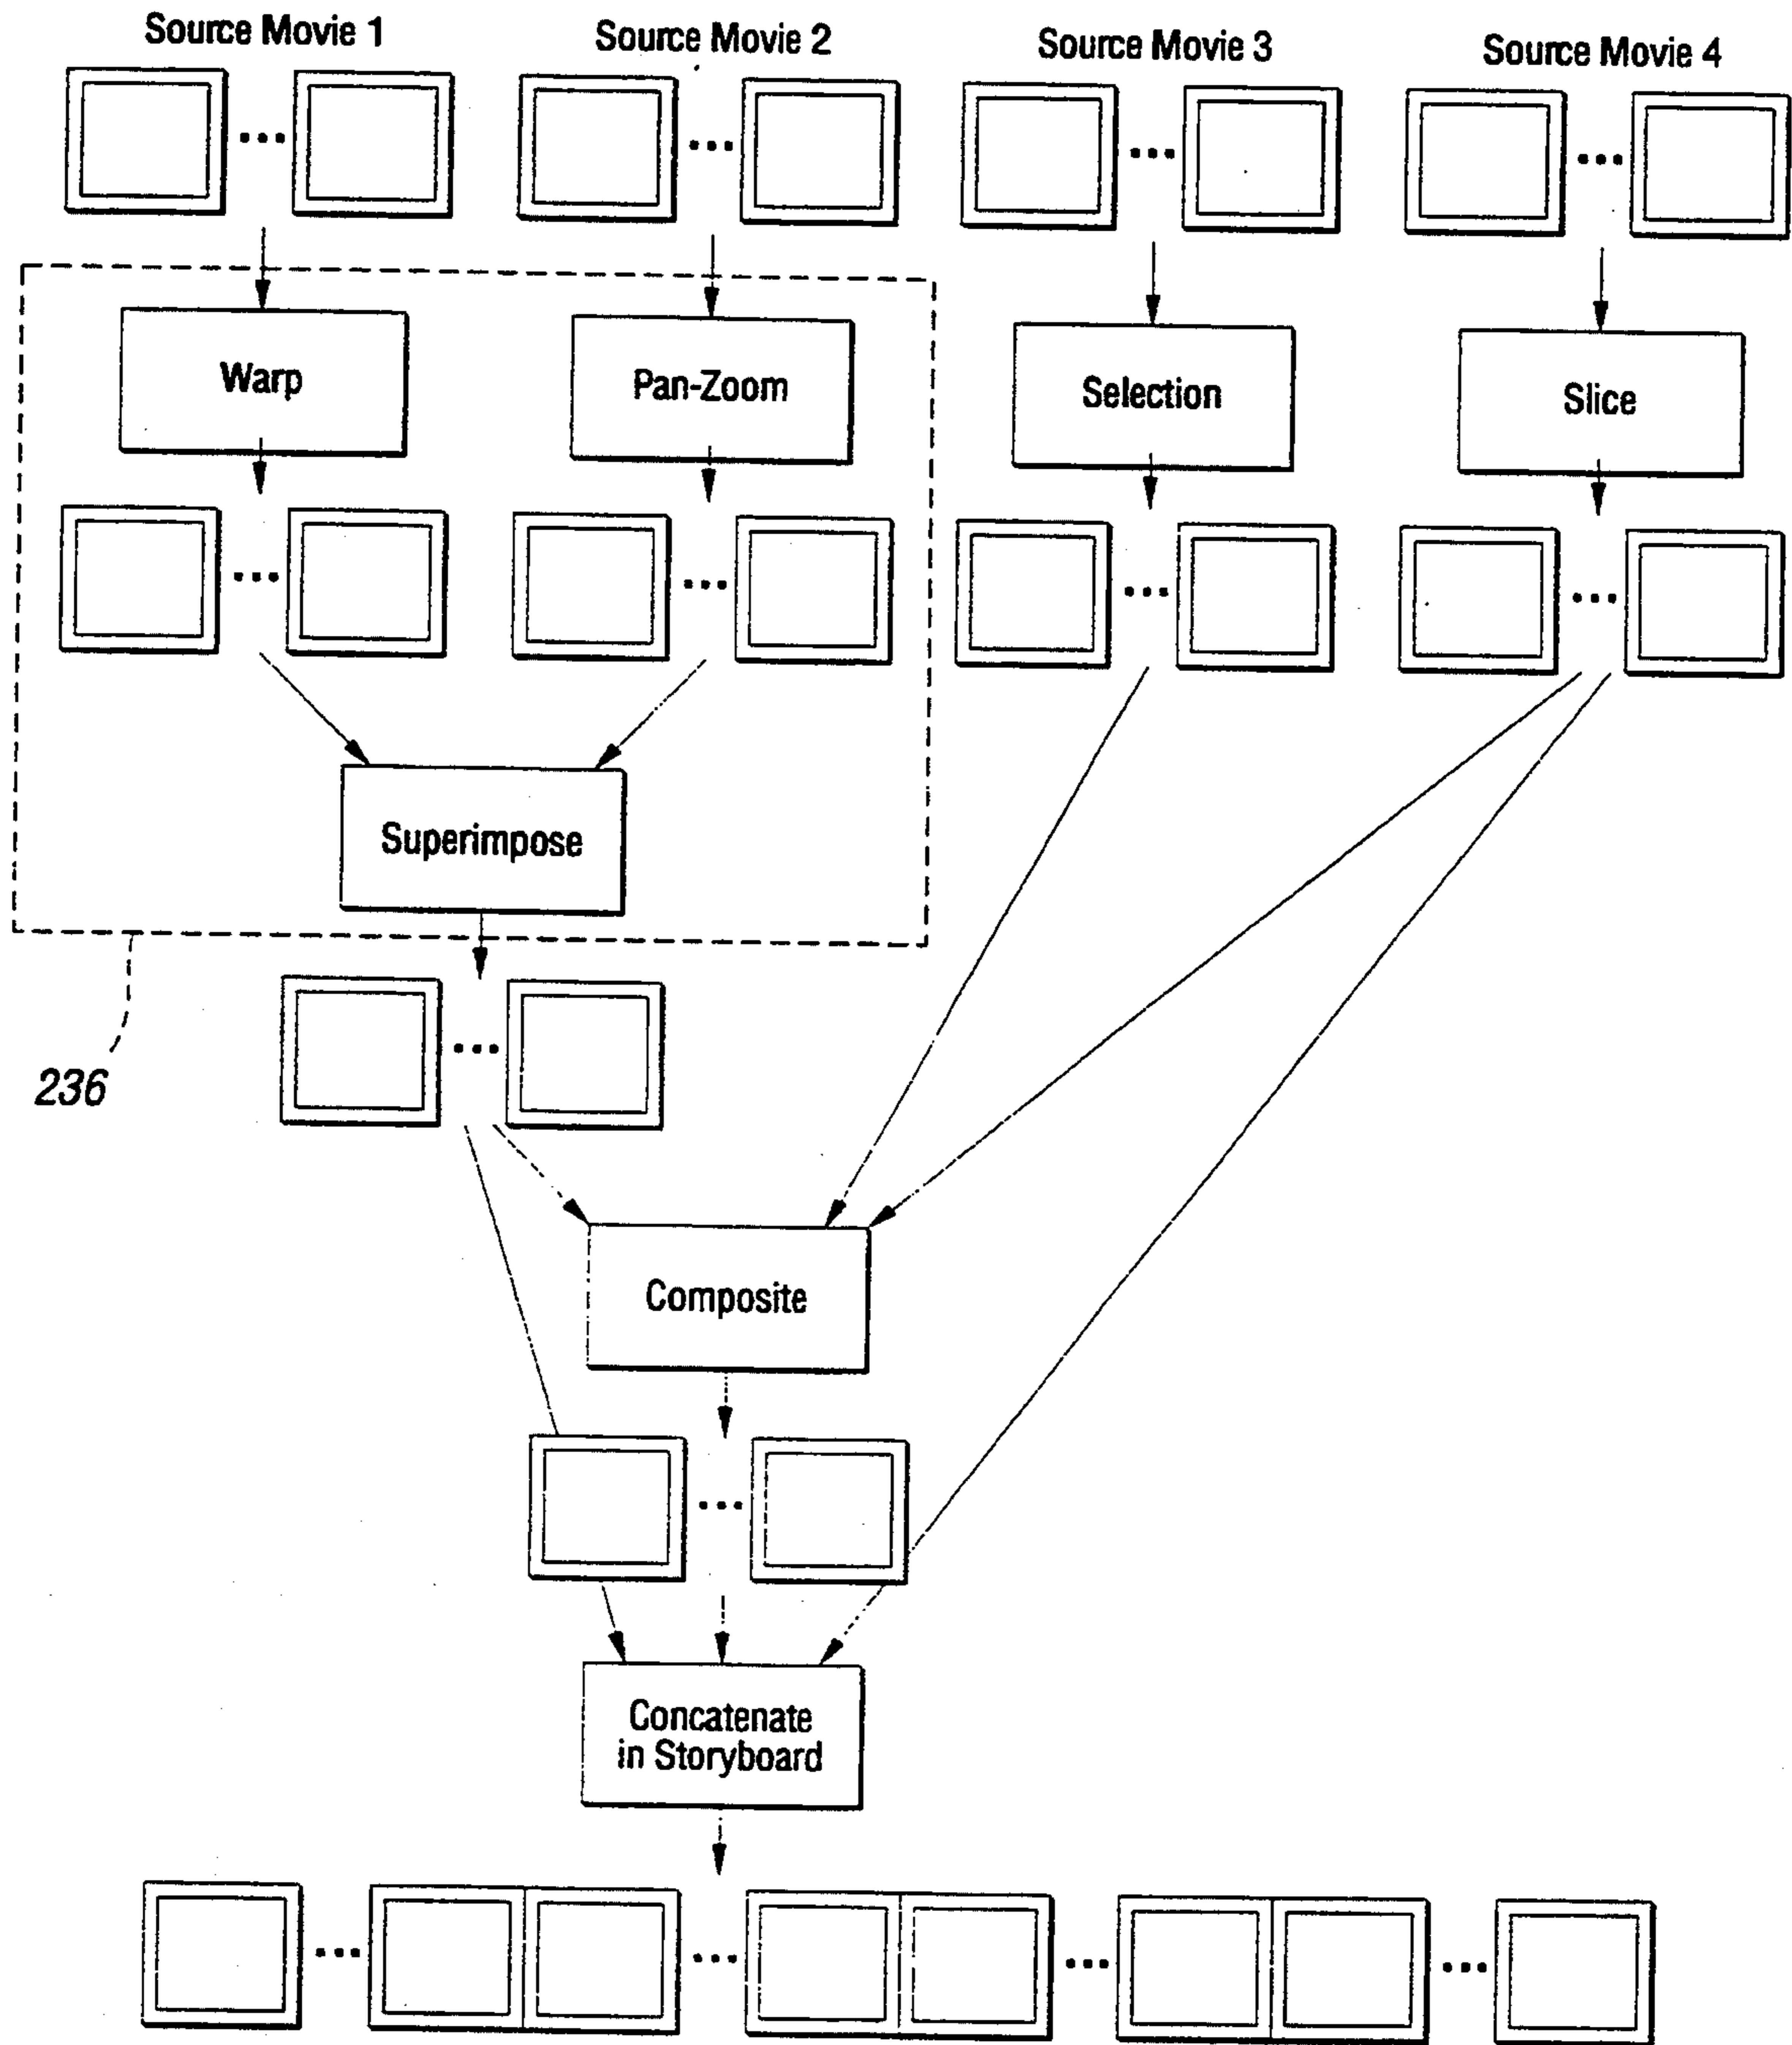 Source Movie 1
Source Movie 2
Source Movie 3
Source Movie 4
Warp
Pan-Zoom
Selection
Slice
Superimpose
236
Composite
Concatenate
in Storyboard